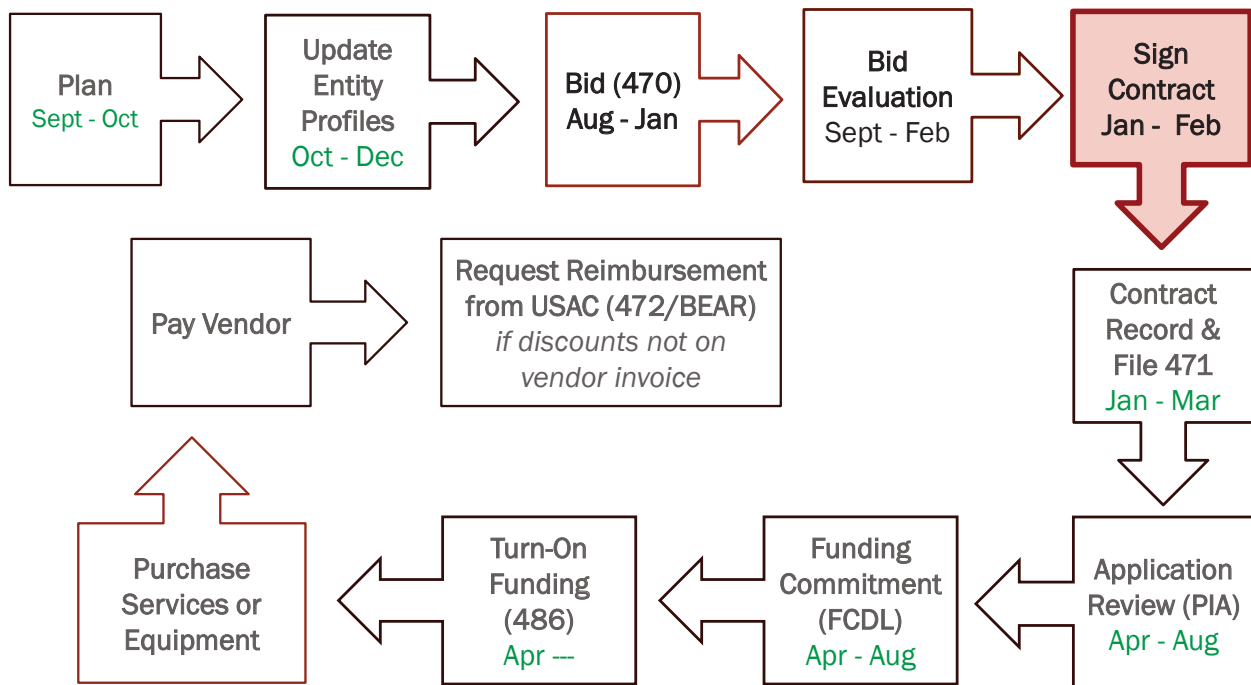 Plan
Sept - Oct
Update
Entity
Profiles
Oct - Dec
Bid (470)
Aug - Jan
Bid
Evaluation
Sept - Feb
Sign
Contract
Jan - Feb
Contract
Record &
File 471
Jan - Mar
Application
Review (PIA)
Apr - Aug
Funding
Commitment
(FCDL)
Apr - Aug
Turn-On
Funding
(486)
Apr ---
Purchase
Services or
Equipment
Pay Vendor
Request Reimbursement
from USAC (472/BEAR)
if discounts not on
vendor invoice